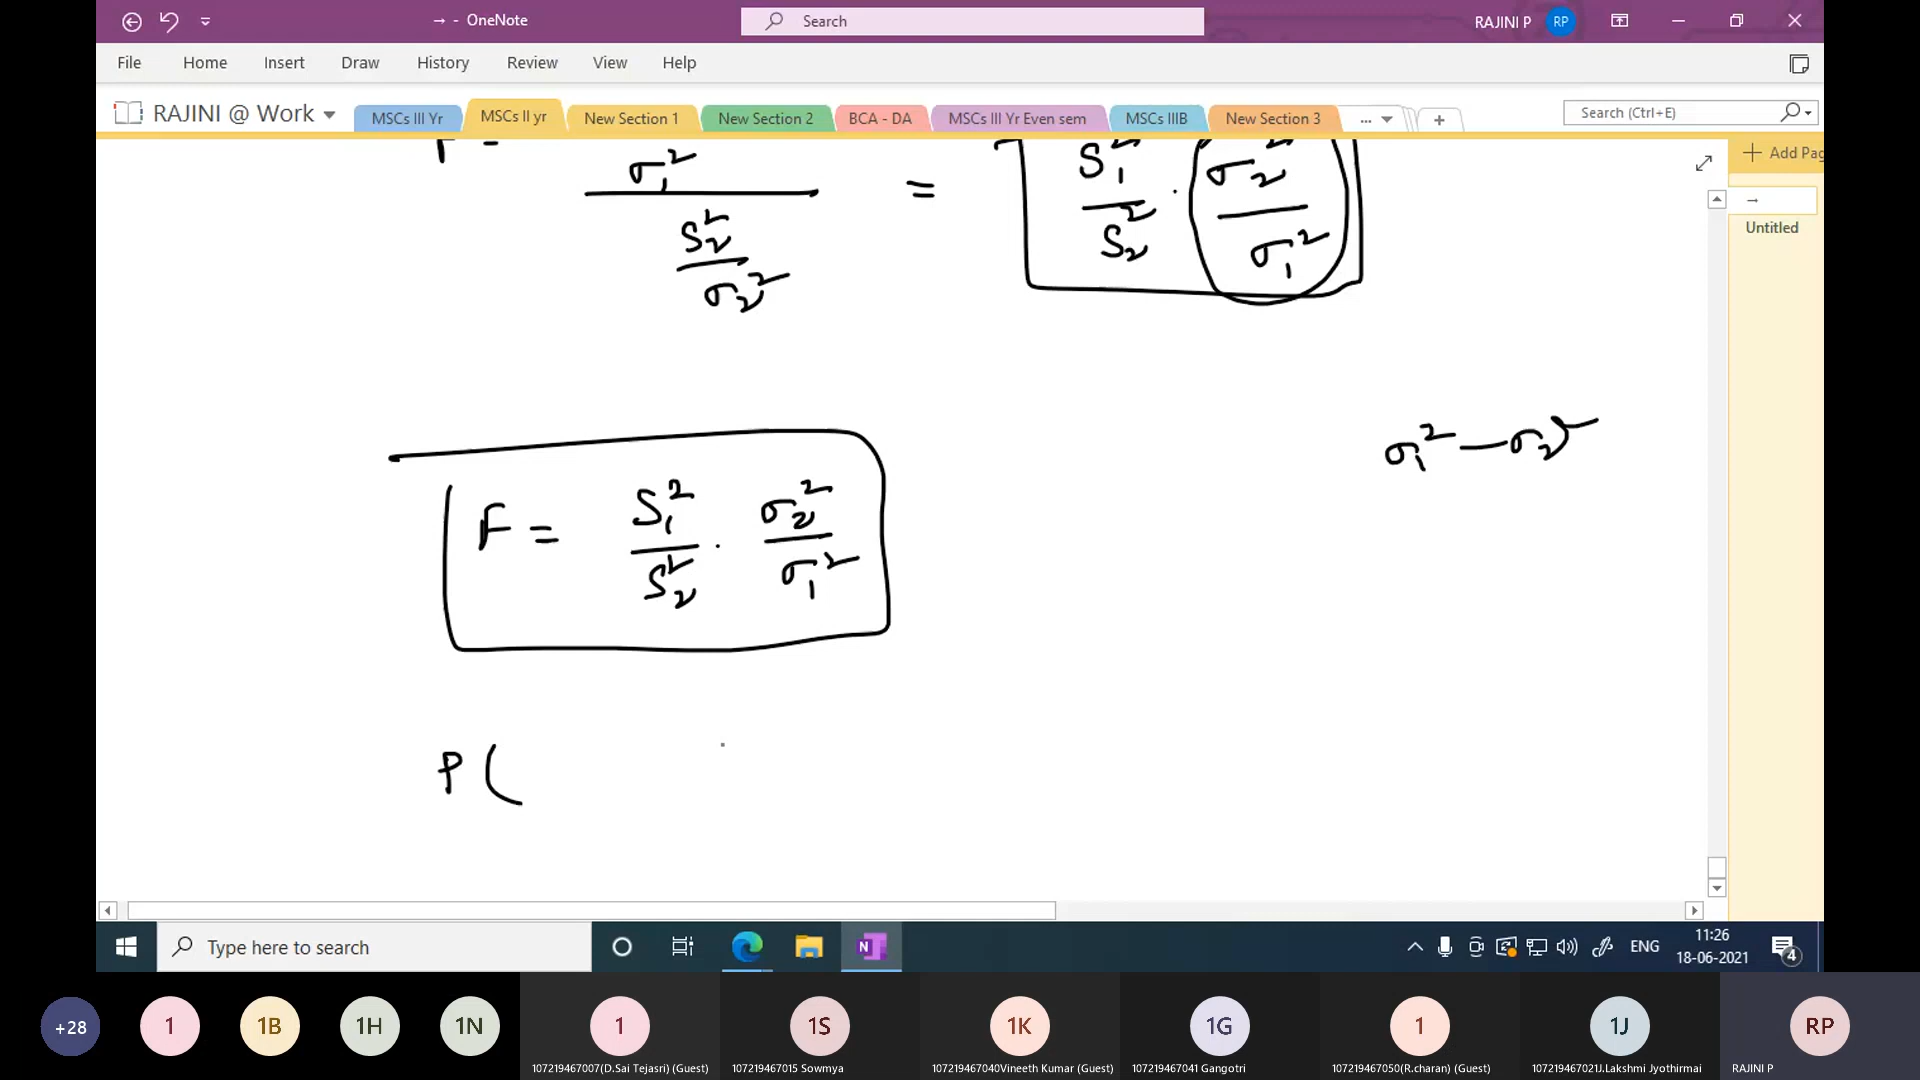 → - OneNote
Search
RAJINI P
RP
File Home Insert Draw History Review View Help
RAJINI @ Work
MSCs III Yr
MSCs II yr
New Section 1
New Section 2
BCA - DA
MSCs III Yr Even sem
MSCs IIIB
New Section 3
...
Search (Ctrl+E)
Add Pag
→
Untitled
σ₁²
S₂²
σ₂²
=
S₁²
S₂²
·
σ₂²
σ₁²
σ₁² — σ₂²
F = S₁²/S₂² · σ₂²/σ₁²
P (
Type here to search
N
ENG
11:26
18-06-2021
4
+28
1
1B
1H
1N
1
1S
1K
1G
1
1J
RP
107219467007(D.Sai Tejasri) (Guest)
107219467015 Sowmya
107219467040Vineeth Kumar (Guest)
107219467041 Gangotri
107219467050(R.charan) (Guest)
107219467021J.Lakshmi Jyothirmai
RAJINI P